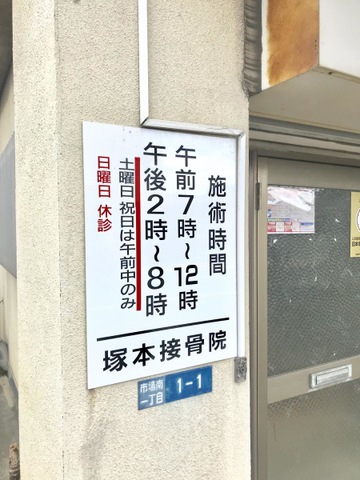 施術時間
午前7時～12時
午後2時～8時
土曜日 祝日は午前中のみ
日曜日 休診
塚本接骨院
市場南
一丁目
1-1